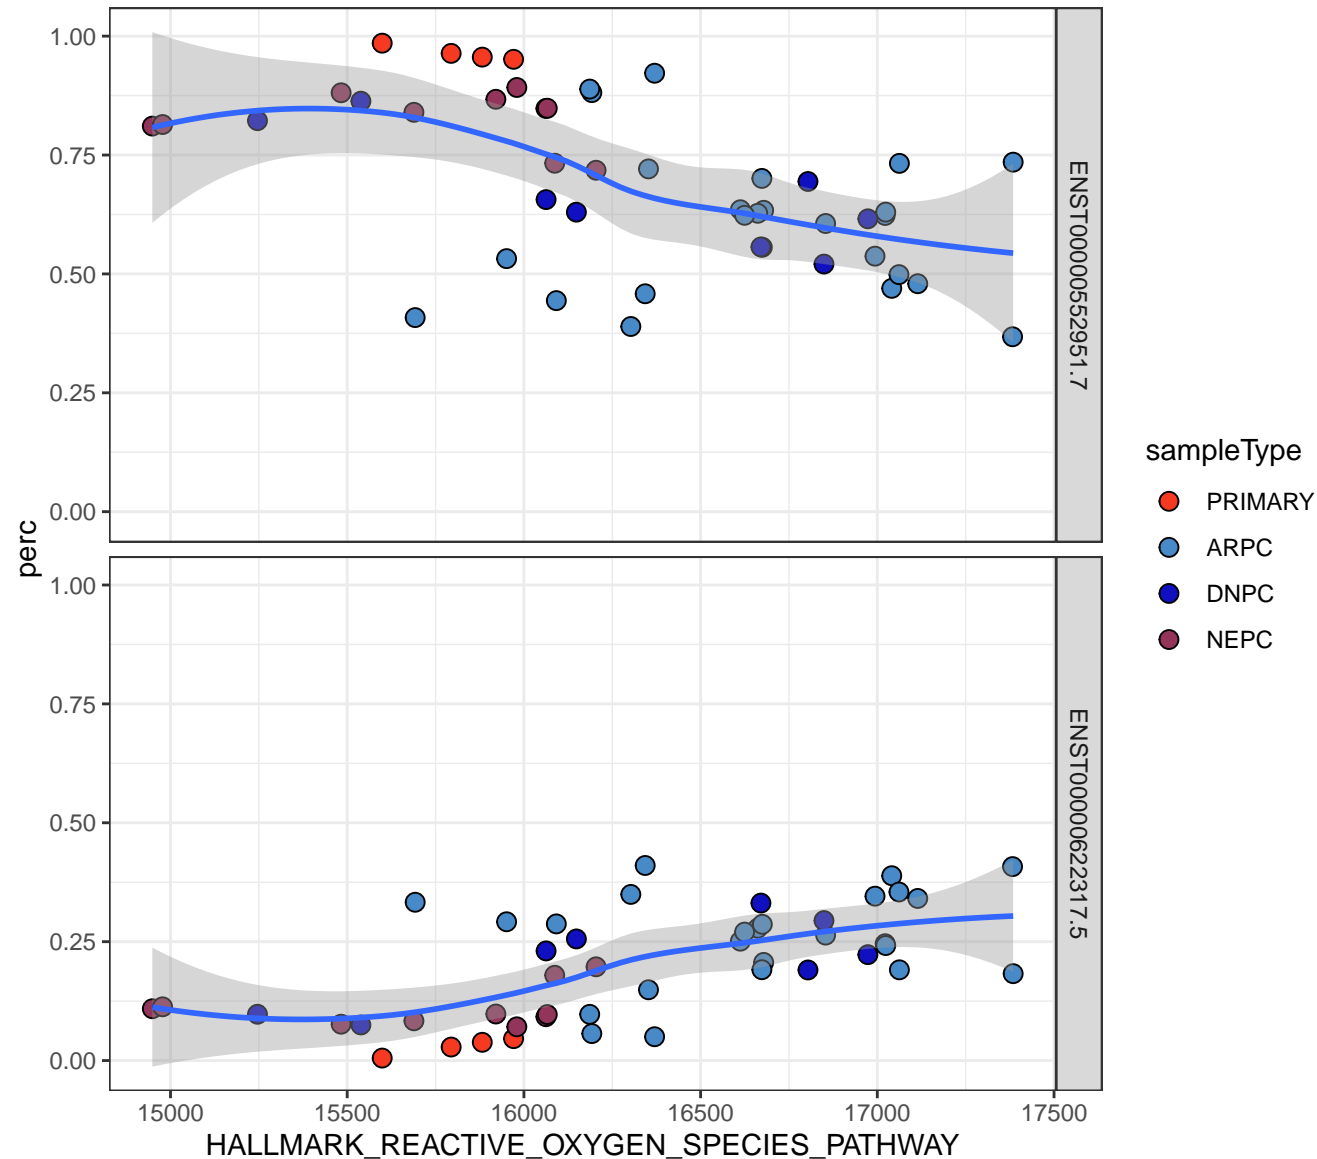 1.00
0.75
0.50
0.25
0.00
ENST00000552951.7
1.00
0.75
0.50
0.25
0.00
ENST00000622317.5
perc
15000 15500 16000 16500 17000 17500
HALLMARK_REACTIVE_OXYGEN_SPECIES_PATHWAY
sampleType
PRIMARY
ARPC
DNPC
NEPC